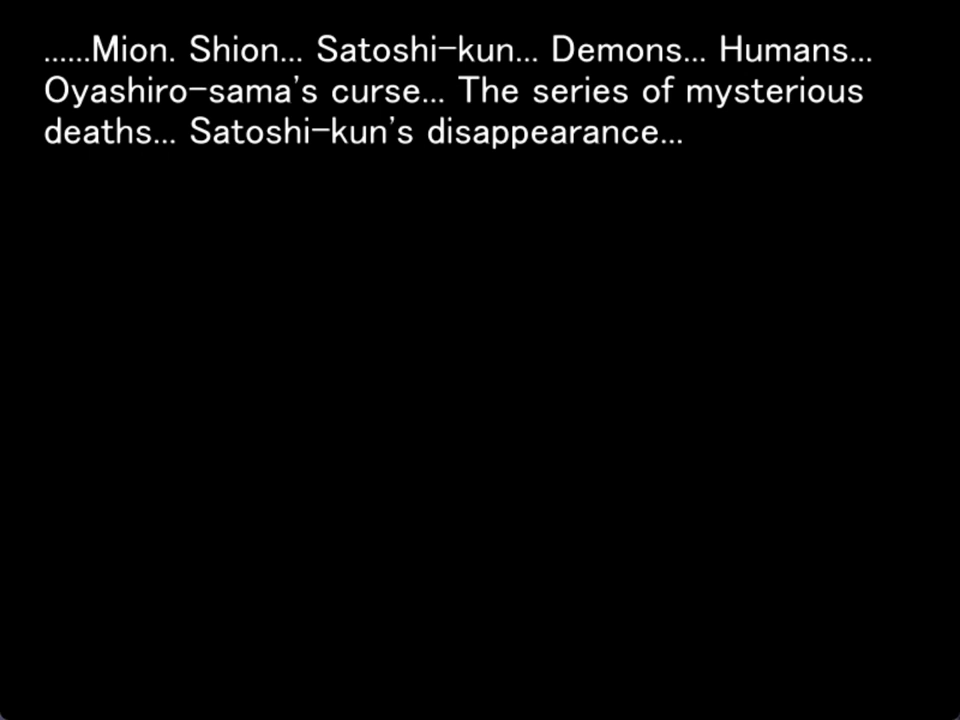 ......Mion. Shion... Satoshi-kun... Demons... Humans...
Oyashiro-sama's curse... The series of mysterious
deaths... Satoshi-kun's disappearance...